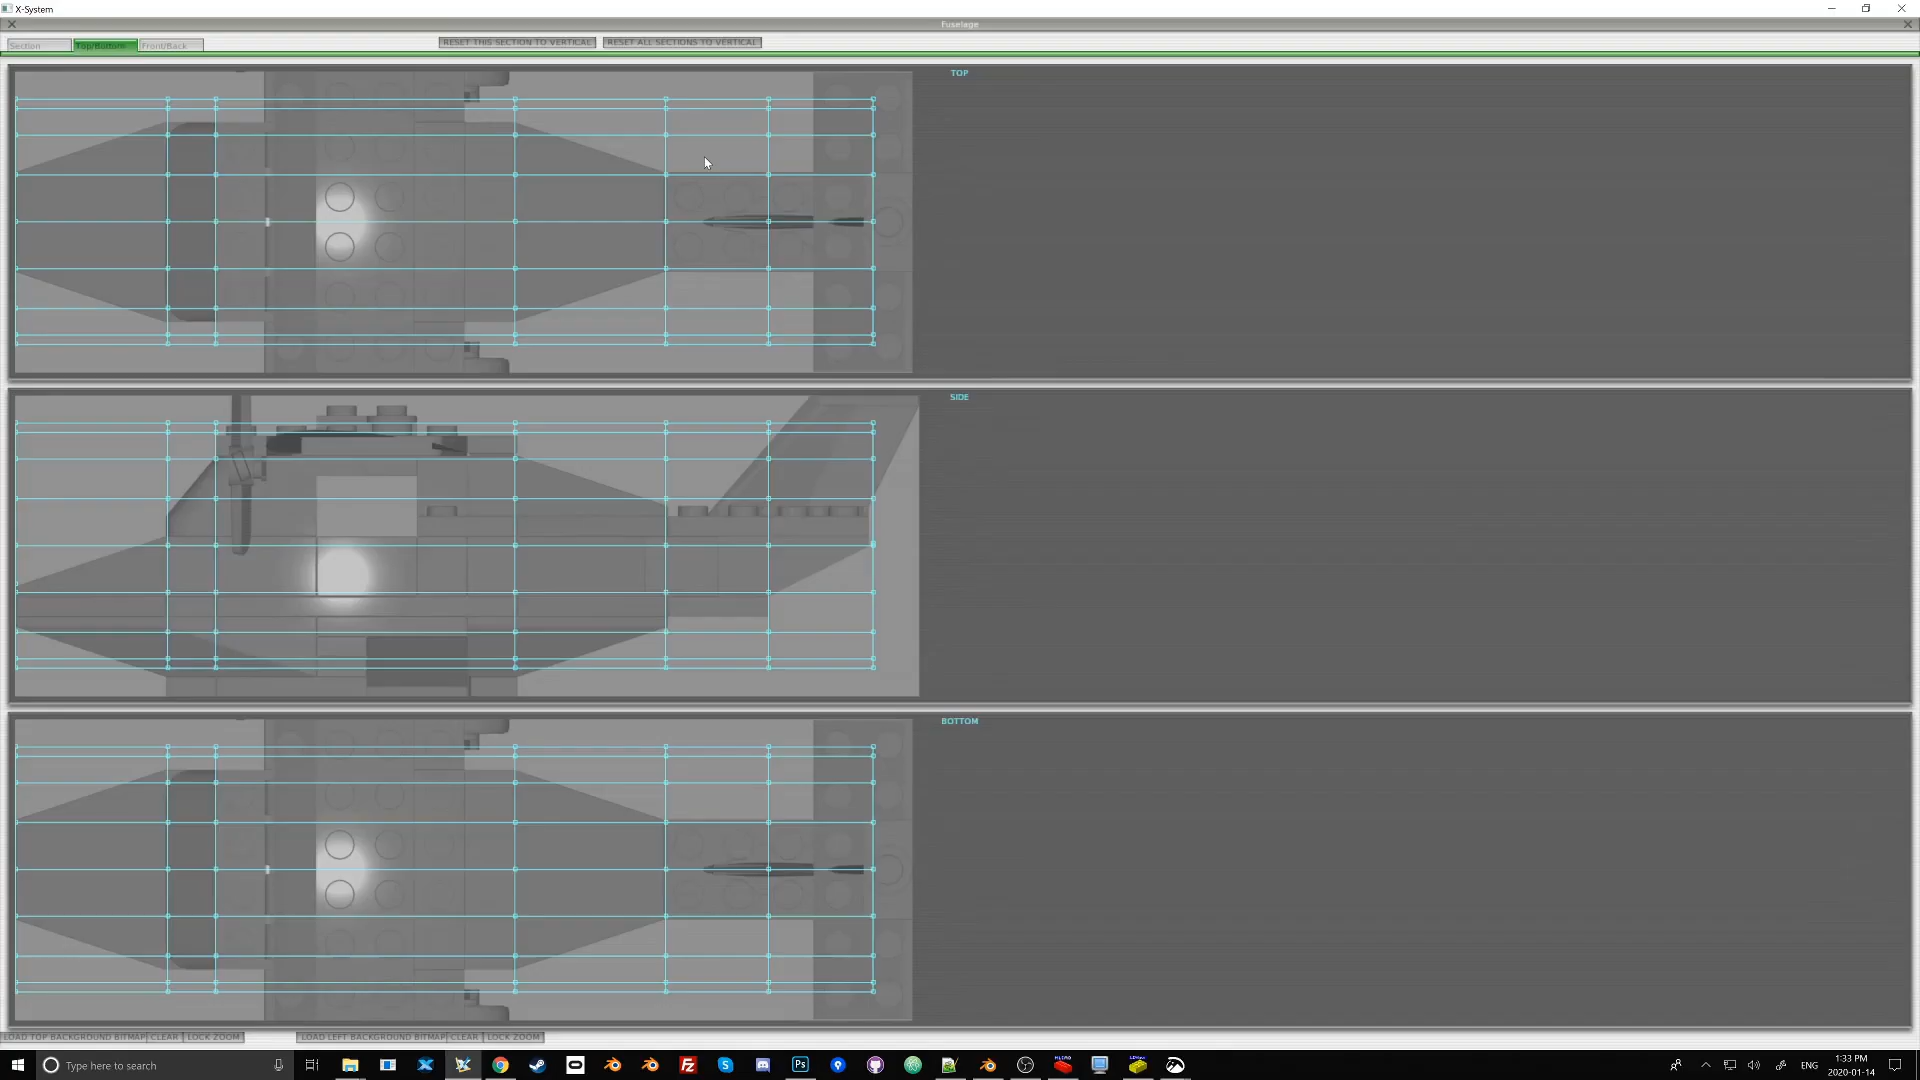 X-System
Fuselage
Section Top/Bottom Front/Back RESET THIS SECTION TO VERTICAL RESET ALL SECTIONS TO VERTICAL
TOP
SIDE
BOTTOM
LOAD TOP BACKGROUND BITMAP CLEAR LOCK ZOOM LOAD LEFT BACKGROUND BITMAP CLEAR LOCK ZOOM
Type here to search
ENG
1:33 PM
2020-01-14